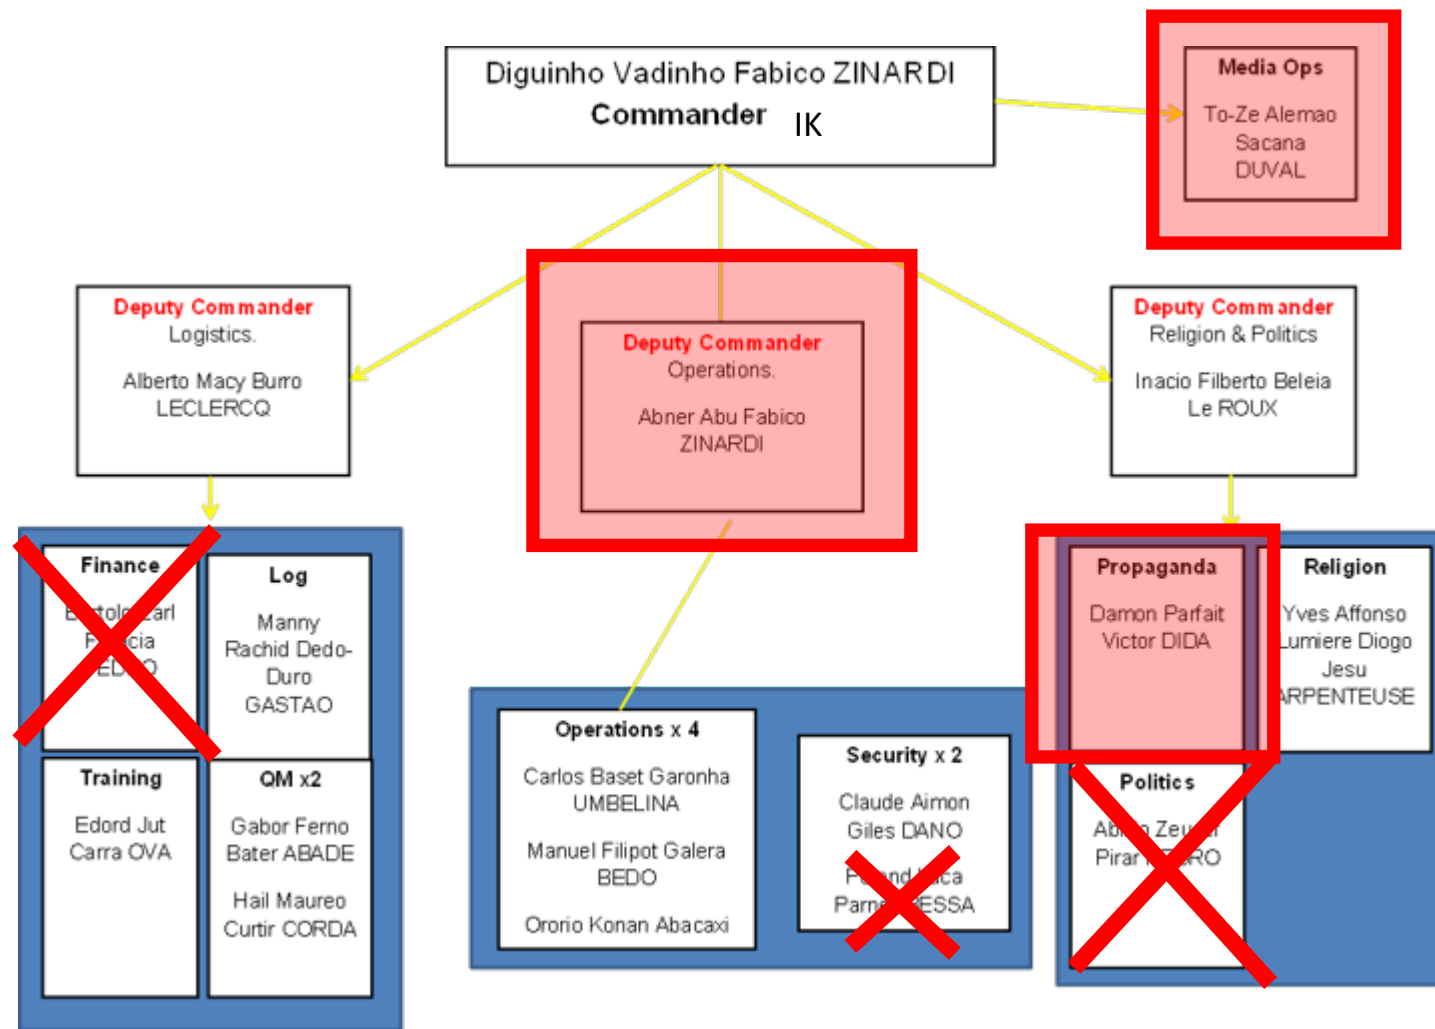 Diguinho Vadinho Fabico ZINARDI
Commander IK
Media Ops
To-Ze Alemao
Sacana
DUVAL
Deputy Commander
Logistics.
Alberto Macy Burro
LECLERCQ
Deputy Commander
Operations.
Abner Abu Fabico
ZINARDI
Deputy Commander
Religion & Politics
Inacio Filberto Beleia
Le ROUX
Finance
Log
Manny
Rachid Dedo-
Duro
GASTAO
Training
Edord Jut
Carra OVA
QM x2
Gabor Ferno
Bater ABADE
Hail Maureo
Curtir CORDA
Operations x 4
Carlos Baset Garonha
UMBELINA
Manuel Filipot Galera
BEDO
Ororio Konan Abacaxi
Security x 2
Claude Aimon
Giles DANO
Propaganda
Damon Parfait
Victor DIDA
Religion
Yves Affonso
Lumiere Diogo
Jesu
ARPENTEUSE
Politics
Pirar